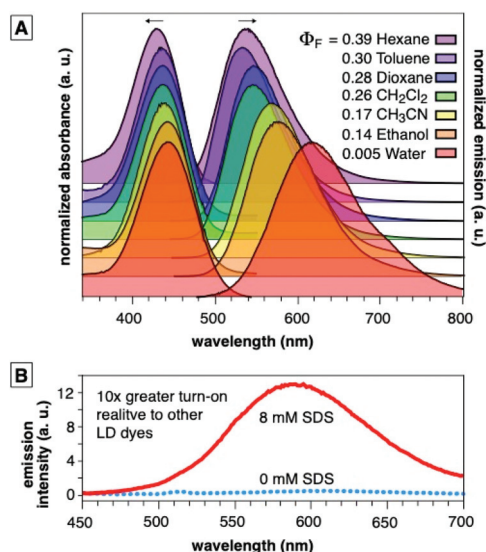 A
ΦF = 0.39 Hexane
0.30 Toluene
0.28 Dioxane
0.26 CH2Cl2
0.17 CH3CN
0.14 Ethanol
0.005 Water
normalized absorbance (a. u.)
normalized emission (a. u.)
400 500 600 700 800
wavelength (nm)
B
10x greater turn-on
realitve to other
LD dyes
8 mM SDS
0 mM SDS
emission
intensity (a. u.)
12
8
4
0
450 500 550 600 650 700
wavelength (nm)